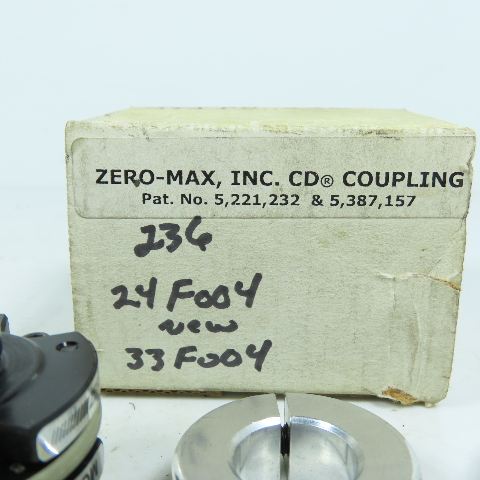 ZERO-MAX, INC. CD® COUPLING
Pat. No. 5,221,232 & 5,387,157
236
24F004
new
33F004